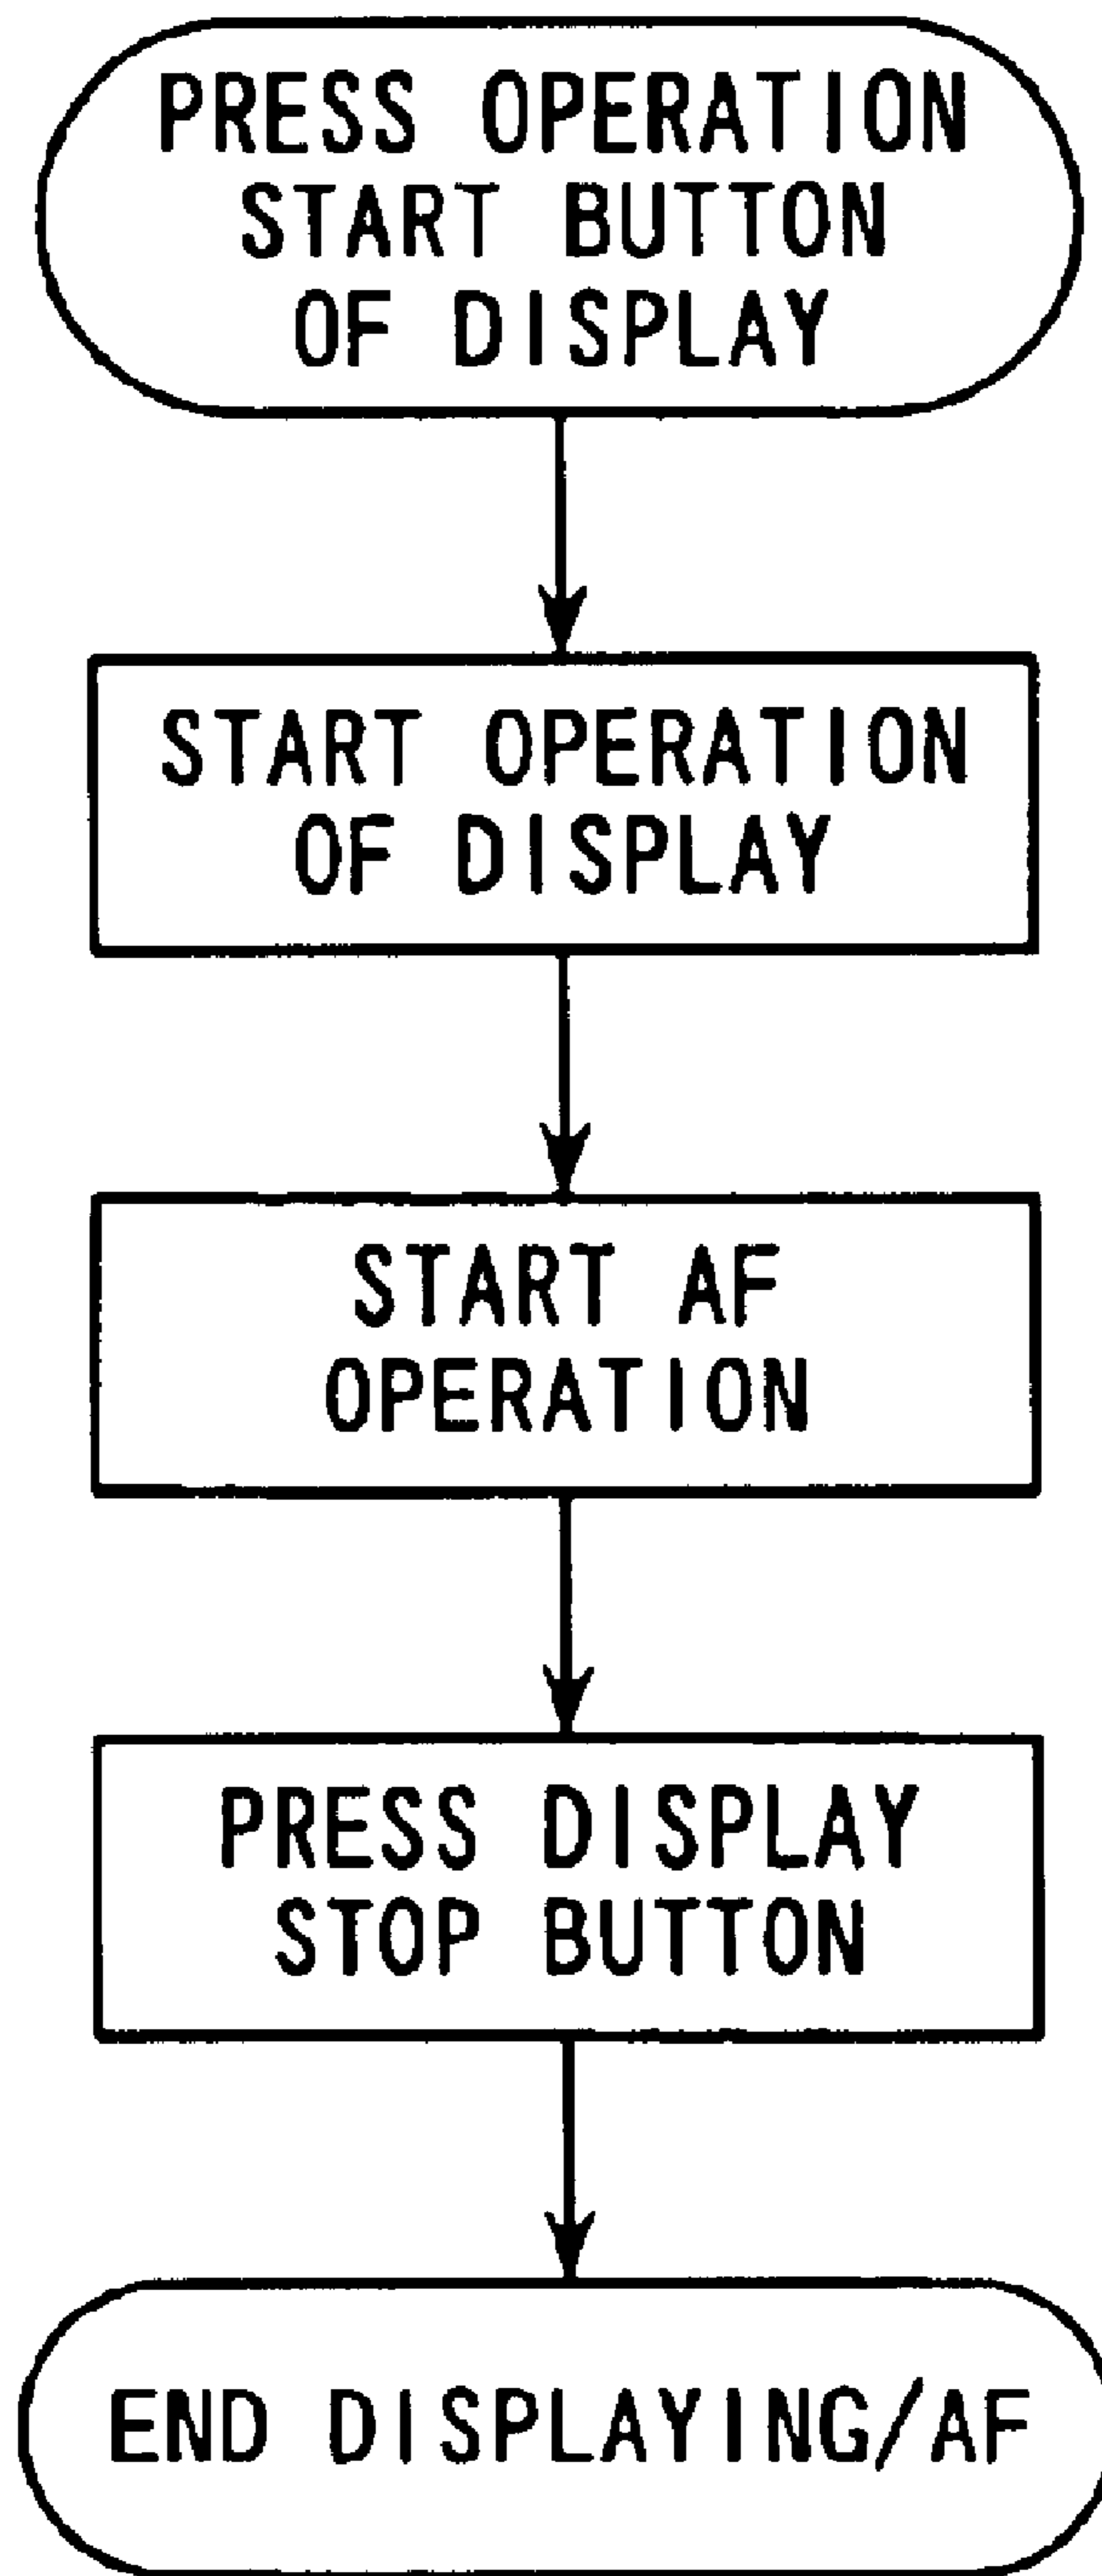 PRESS OPERATION
START BUTTON
OF DISPLAY
START OPERATION
OF DISPLAY
START AF
OPERATION
PRESS DISPLAY
STOP BUTTON
END DISPLAYING/AF